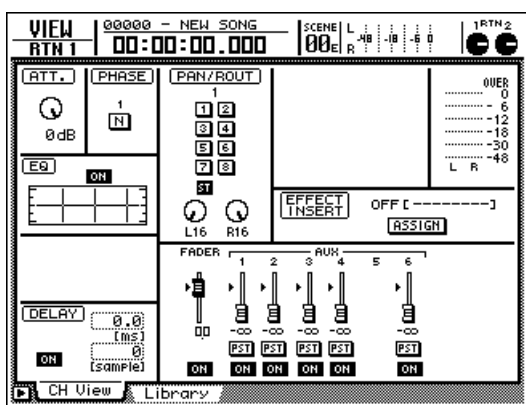 VIEW
RTN 1
00000 - NEW SONG
00:00:00.000
SCENE
00E
L
R -48 -18 -6 0
1 RTN 2
ATT.
0dB
PHASE
1
N
PAN/ROUT
1
1 2
3 4
5 6
7 8
ST
L16 R16
OVER
0
- 6
-12
-18
-30
-48
L R
EQ
ON
EFFECT
INSERT
OFF [---------]
ASSIGN
FADER
AUX
1 2 3 4 5 6
-∞ -∞ -∞ -∞ -∞
PST PST PST PST PST
ON ON ON ON ON ON
DELAY
0.0
[ms]
0
[sample]
ON
CH View
Library